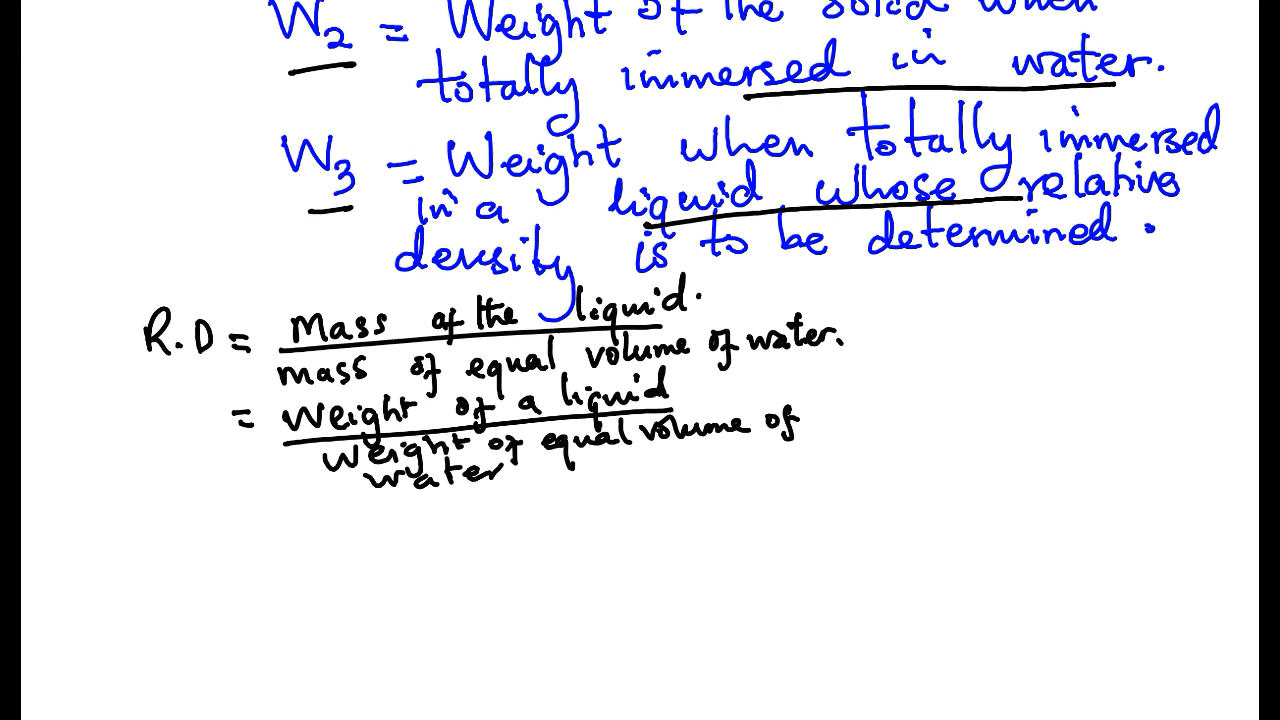 W2 = Weight of the solid when
totally immersed in water.
W3 = Weight when totally immersed
in a liquid whose relative
density is to be determined.
R.D = Mass of the liquid.
mass of equal volume of water.
= Weight of a liquid
Weight of equal volume of
water